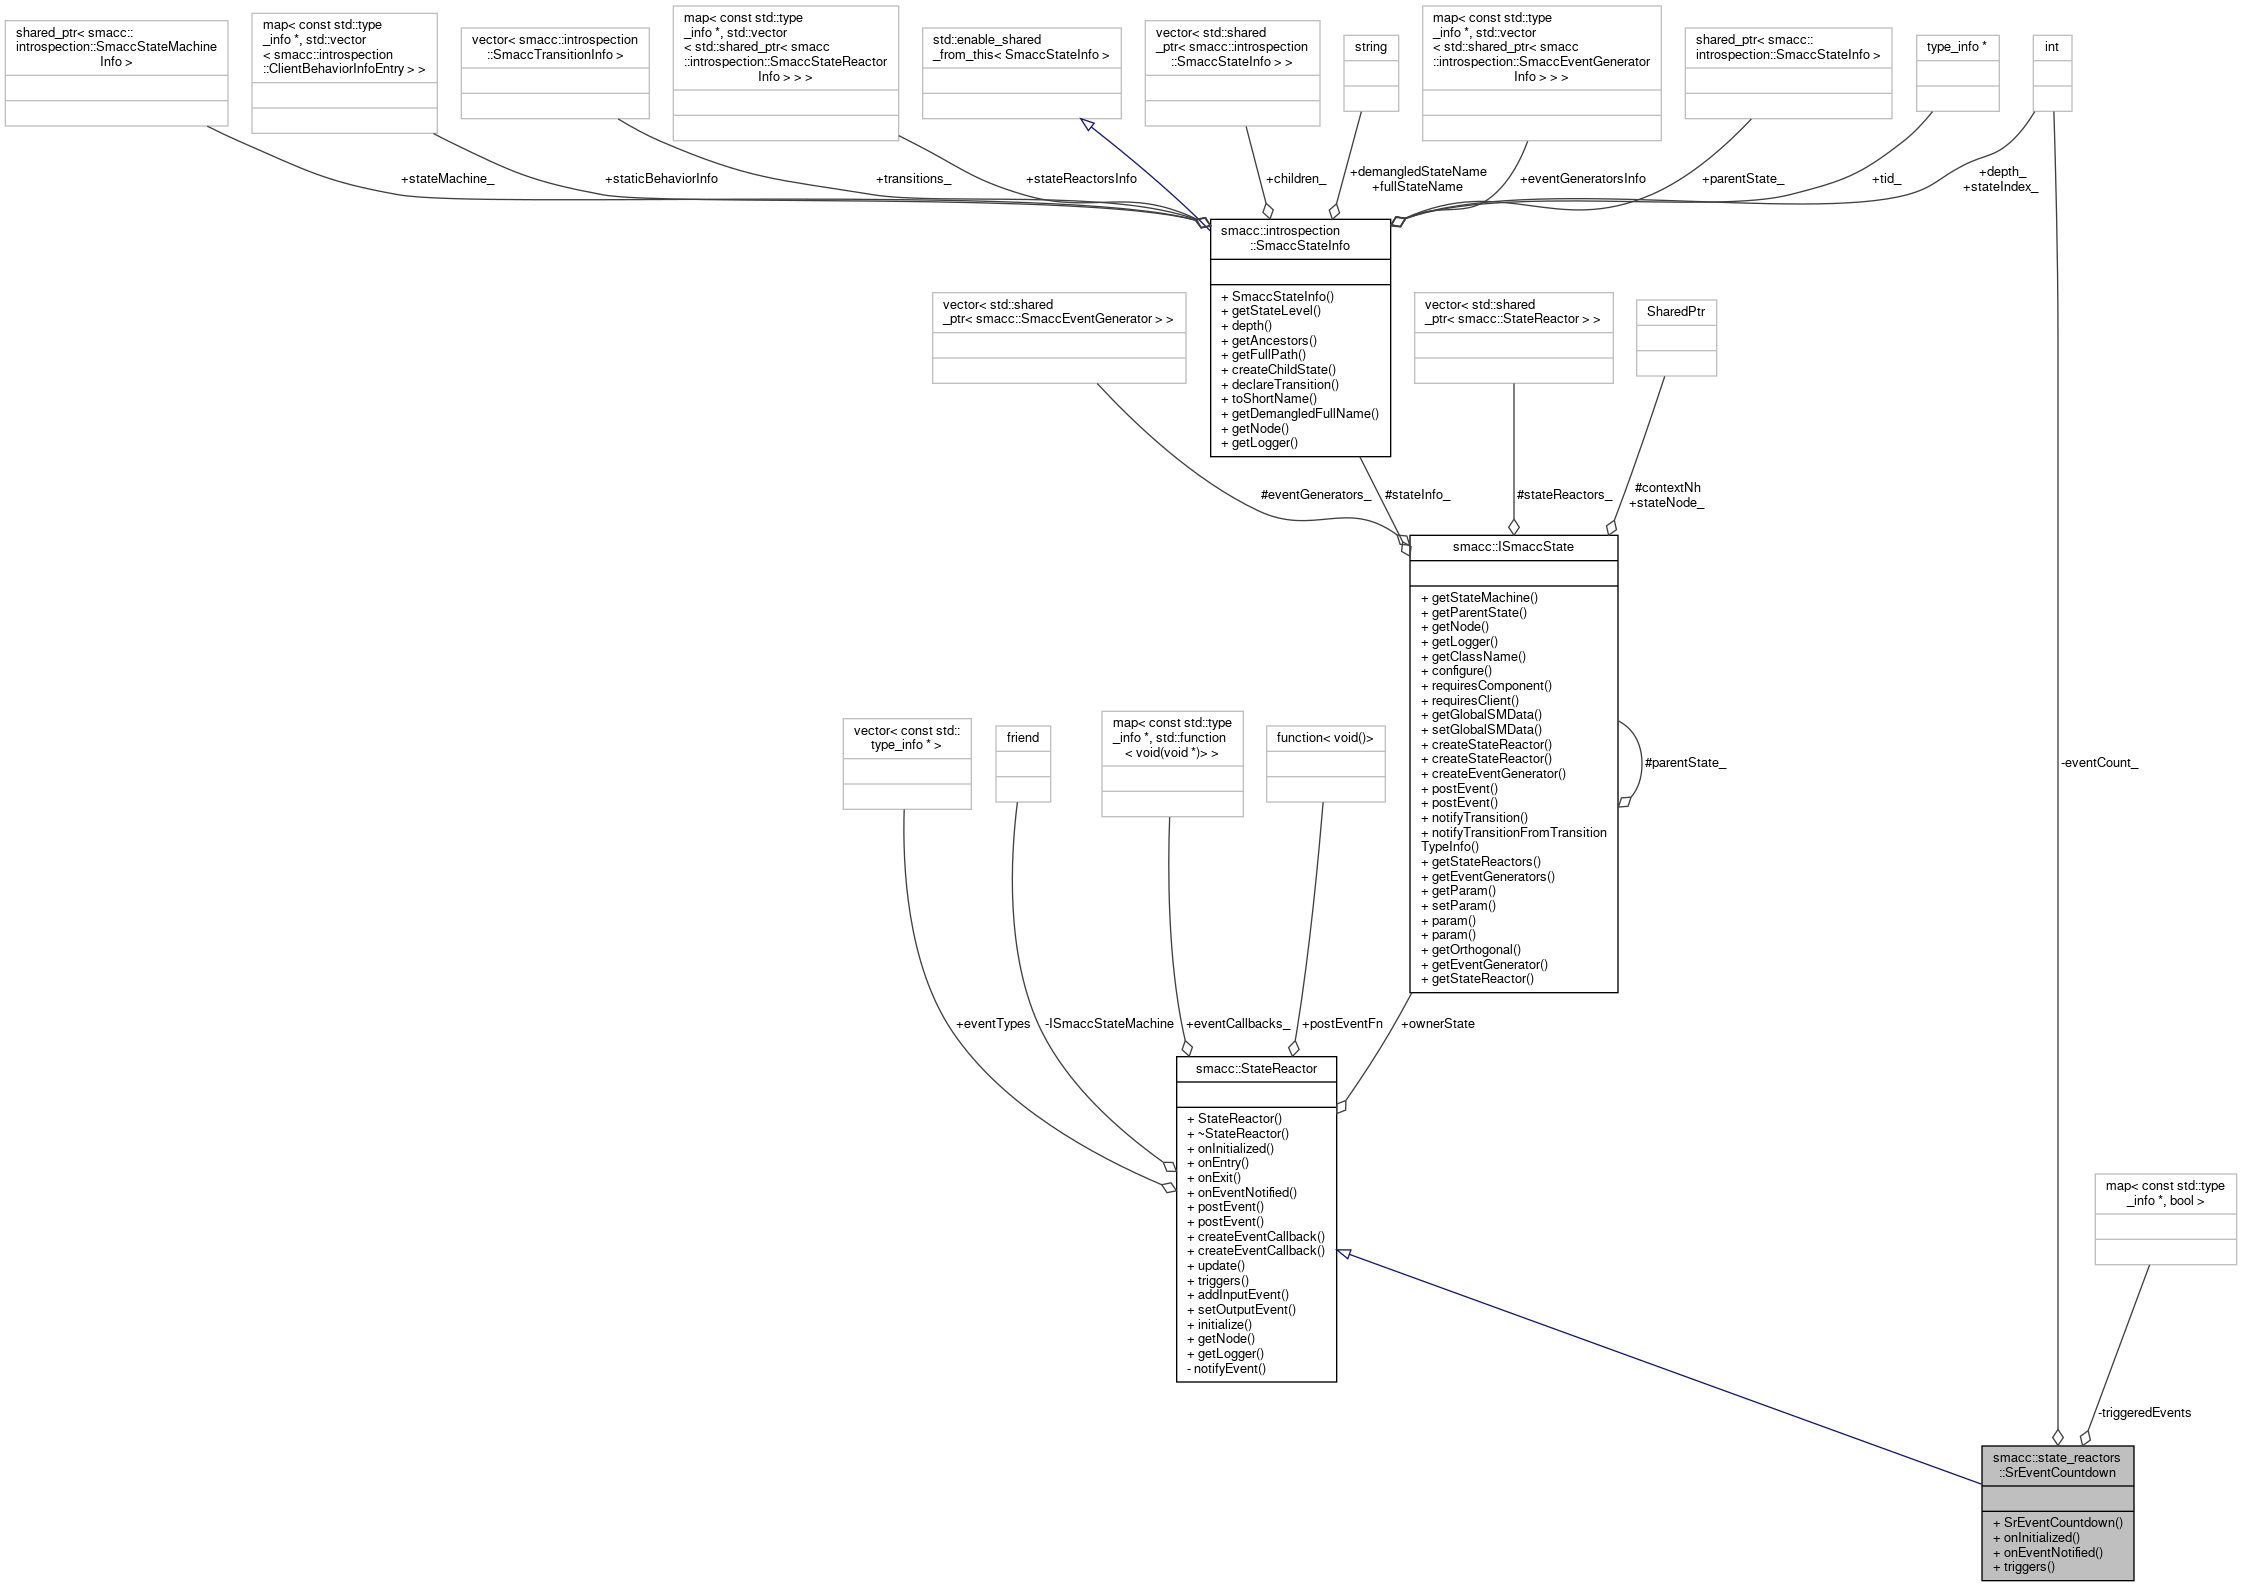 shared_ptr< smacc::
introspection::SmaccStateMachine
Info >
map< const std::type
_info *, std::vector
< smacc::introspection
::ClientBehaviorInfoEntry > >
vector< smacc::introspection
::SmaccTransitionInfo >
map< const std::type
_info *, std::vector
< std::shared_ptr< smacc
::introspection::SmaccStateReactor
Info > > >
std::enable_shared
_from_this< SmaccStateInfo >
vector< std::shared
_ptr< smacc::introspection
::SmaccStateInfo > >
string
map< const std::type
_info *, std::vector
< std::shared_ptr< smacc
::introspection::SmaccEventGenerator
Info > > >
shared_ptr< smacc::
introspection::SmaccStateInfo >
type_info *
int
+stateMachine_
+staticBehaviorInfo
+transitions_
+stateReactorsInfo
+children_
+demangledStateName
+fullStateName
+eventGeneratorsInfo
+parentState_
+tid_
+depth_
+stateIndex_
smacc::introspection
::SmaccStateInfo
+ SmaccStateInfo()
+ getStateLevel()
+ depth()
+ getAncestors()
+ getFullPath()
+ createChildState()
+ declareTransition()
+ toShortName()
+ getDemangledFullName()
+ getNode()
+ getLogger()
vector< std::shared
_ptr< smacc::SmaccEventGenerator > >
vector< std::shared
_ptr< smacc::StateReactor > >
SharedPtr
#eventGenerators_
#stateInfo_
#stateReactors_
#contextNh
+stateNode_
smacc::ISmaccState
+ getStateMachine()
+ getParentState()
+ getNode()
+ getLogger()
+ getClassName()
+ configure()
+ requiresComponent()
+ requiresClient()
+ getGlobalSMData()
+ setGlobalSMData()
+ createStateReactor()
+ createStateReactor()
+ createEventGenerator()
+ postEvent()
+ postEvent()
+ notifyTransition()
+ notifyTransitionFromTransition
TypeInfo()
+ getStateReactors()
+ getEventGenerators()
+ getParam()
+ setParam()
+ param()
+ param()
+ getOrthogonal()
+ getEventGenerator()
+ getStateReactor()
#parentState_
-eventCount_
vector< const std::
type_info * >
friend
map< const std::type
_info *, std::function
< void(void *)> >
function< void()>
+eventTypes
-ISmaccStateMachine
+eventCallbacks_
+postEventFn
+ownerState
smacc::StateReactor
+ StateReactor()
+ ~StateReactor()
+ onInitialized()
+ onEntry()
+ onExit()
+ onEventNotified()
+ postEvent()
+ postEvent()
+ createEventCallback()
+ createEventCallback()
+ update()
+ triggers()
+ addInputEvent()
+ setOutputEvent()
+ initialize()
+ getNode()
+ getLogger()
- notifyEvent()
map< const std::type
_info *, bool >
-triggeredEvents
smacc::state_reactors
::SrEventCountdown
+ SrEventCountdown()
+ onInitialized()
+ onEventNotified()
+ triggers()